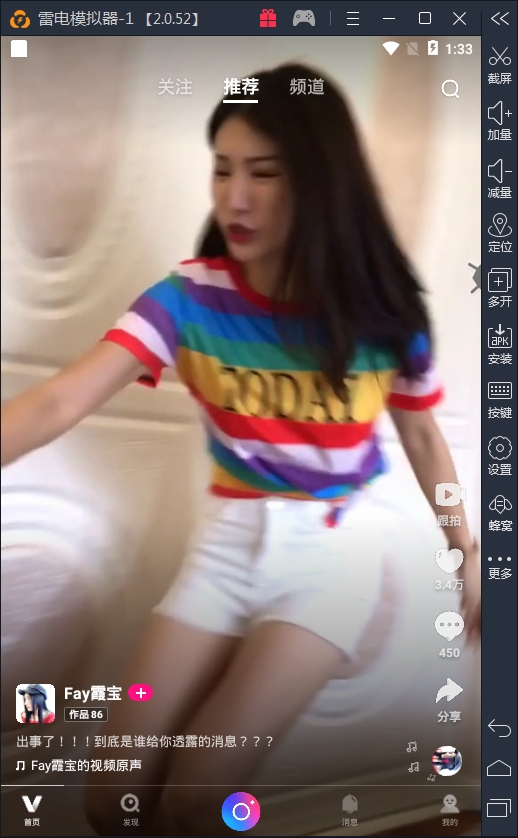 雷电模拟器-1 【2.0.52】
1:33
关注 推荐 频道
截屏
加量
减量
定位
多开
APK
安装
按键
设置
蜂窝
更多
TODAY
跟拍
3.4万
450
分享
Fay霞宝
作品 86
出事了！！！到底是谁给你透露的消息？？？
Fay霞宝的视频原声
首页 发现 消息 我的